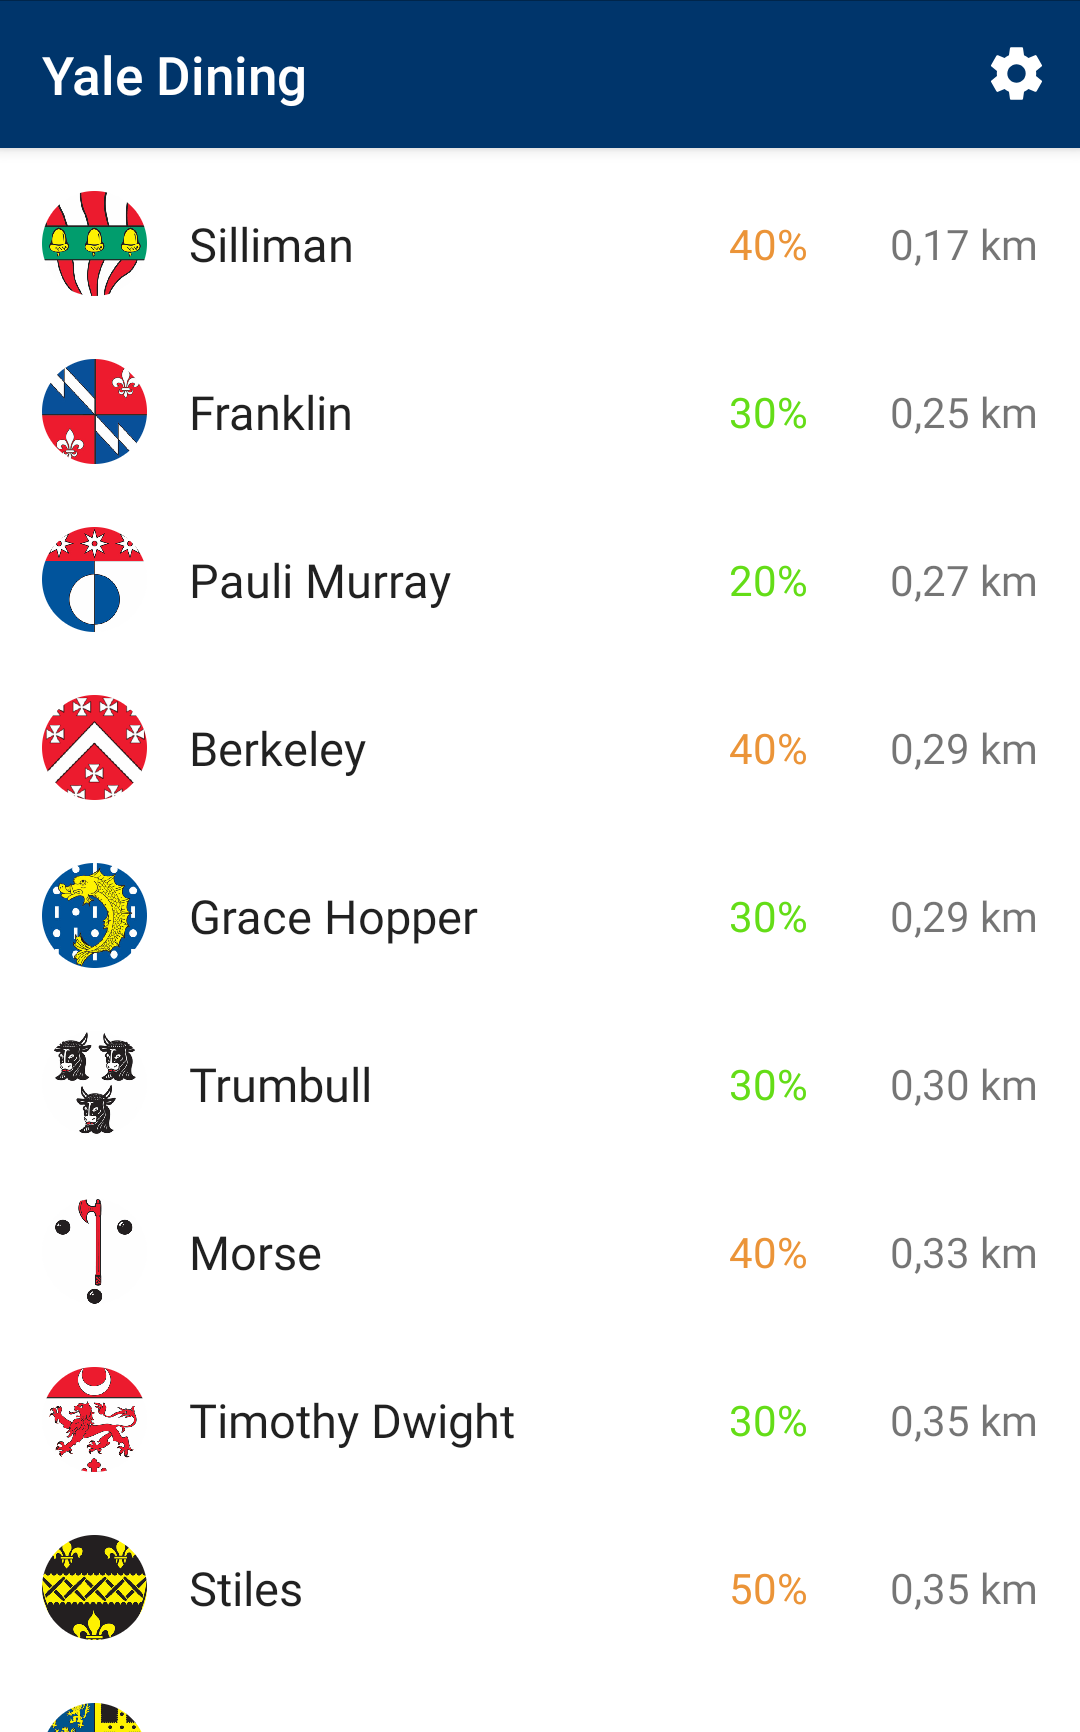 Yale Dining
Silliman 40% 0,17 km
Franklin 30% 0,25 km
Pauli Murray 20% 0,27 km
Berkeley 40% 0,29 km
Grace Hopper 30% 0,29 km
Trumbull 30% 0,30 km
Morse 40% 0,33 km
Timothy Dwight 30% 0,35 km
Stiles 50% 0,35 km